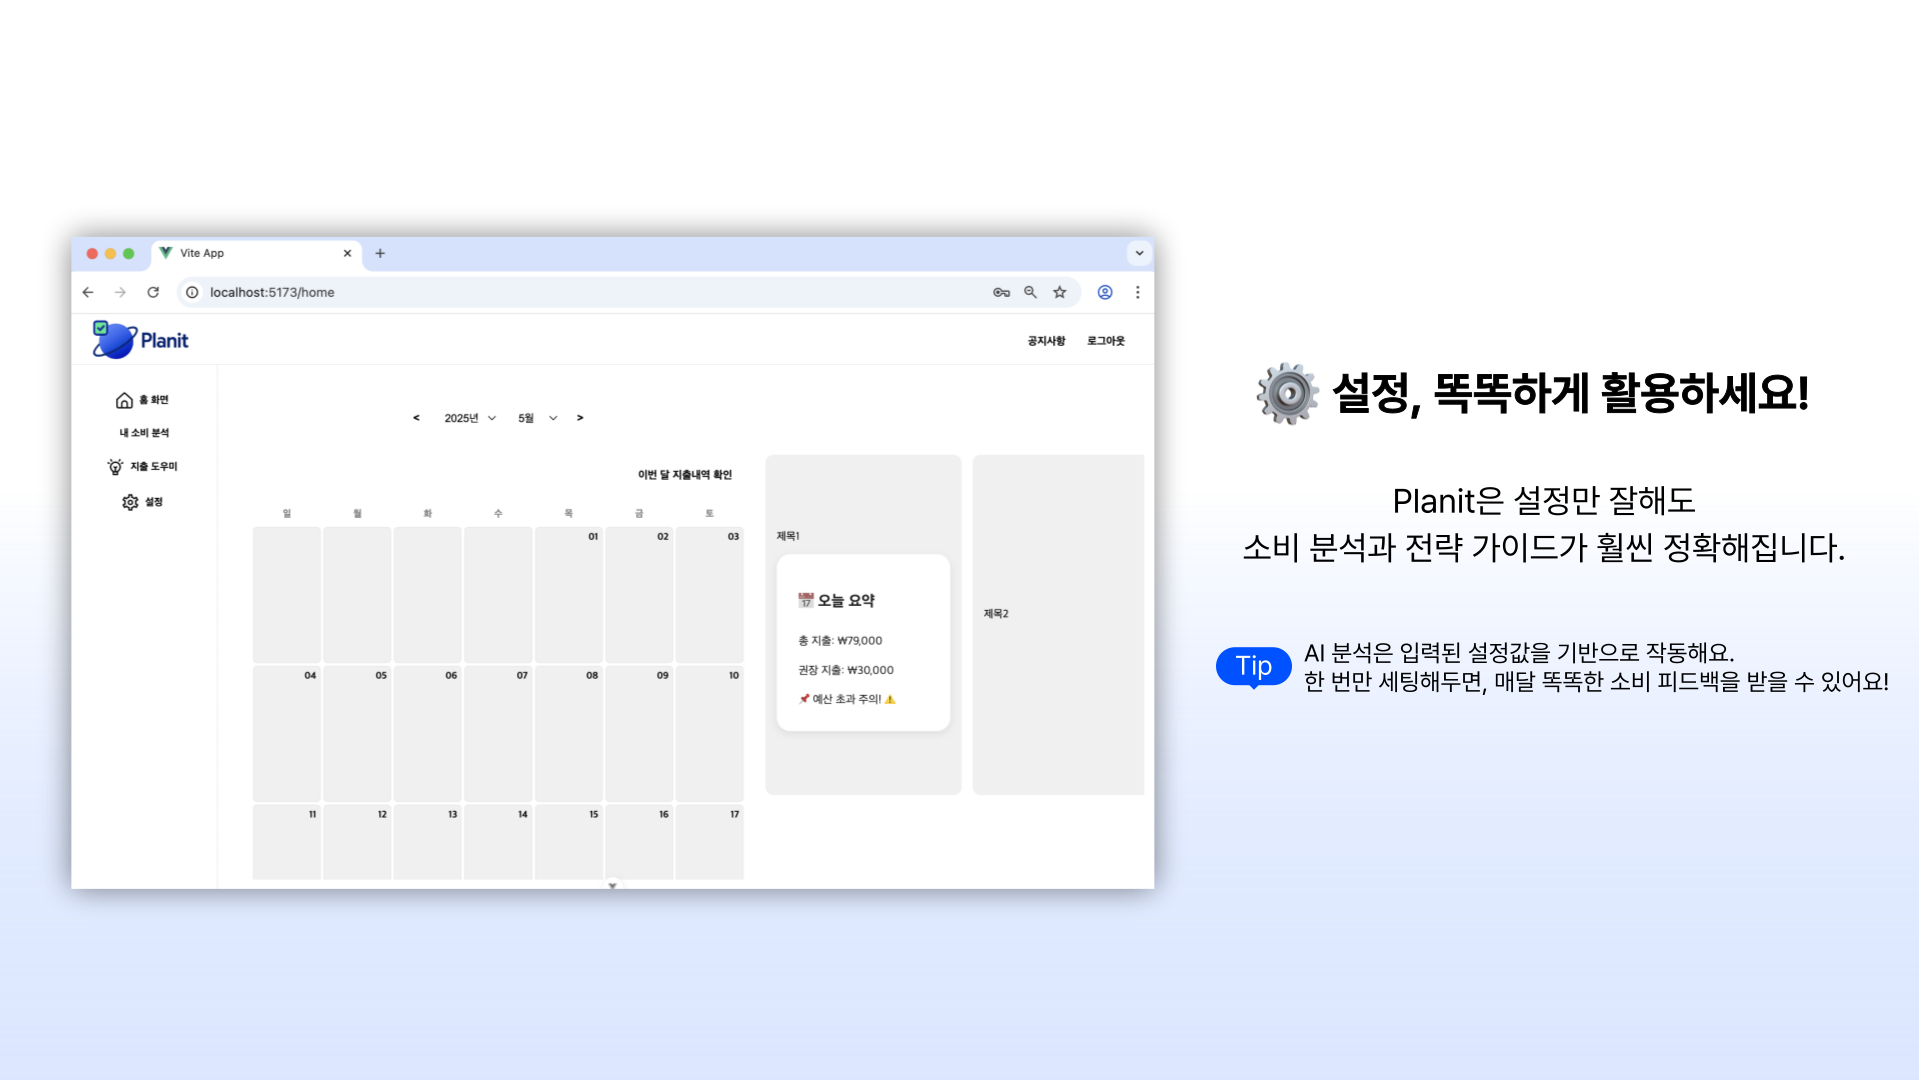 Vite App
localhost:5173/home
Planit
공지사항 로그아웃
홈 화면
내 소비 분석
지출 도우미
설정
< 2025년 5월 >
이번 달 지출내역 확인
일 월 화 수 목 금 토
01 02 03
04 05 06 07 08 09 10
11 12 13 14 15 16 17
제목1
📅 오늘 요약
총 지출: ₩79,000
권장 지출: ₩30,000
📌 예산 초과 주의! ⚠️
제목2
⚙️ 설정, 똑똑하게 활용하세요!
Planit은 설정만 잘해도
소비 분석과 전략 가이드가 훨씬 정확해집니다.
Tip
AI 분석은 입력된 설정값을 기반으로 작동해요.
한 번만 세팅해두면, 매달 똑똑한 소비 피드백을 받을 수 있어요!